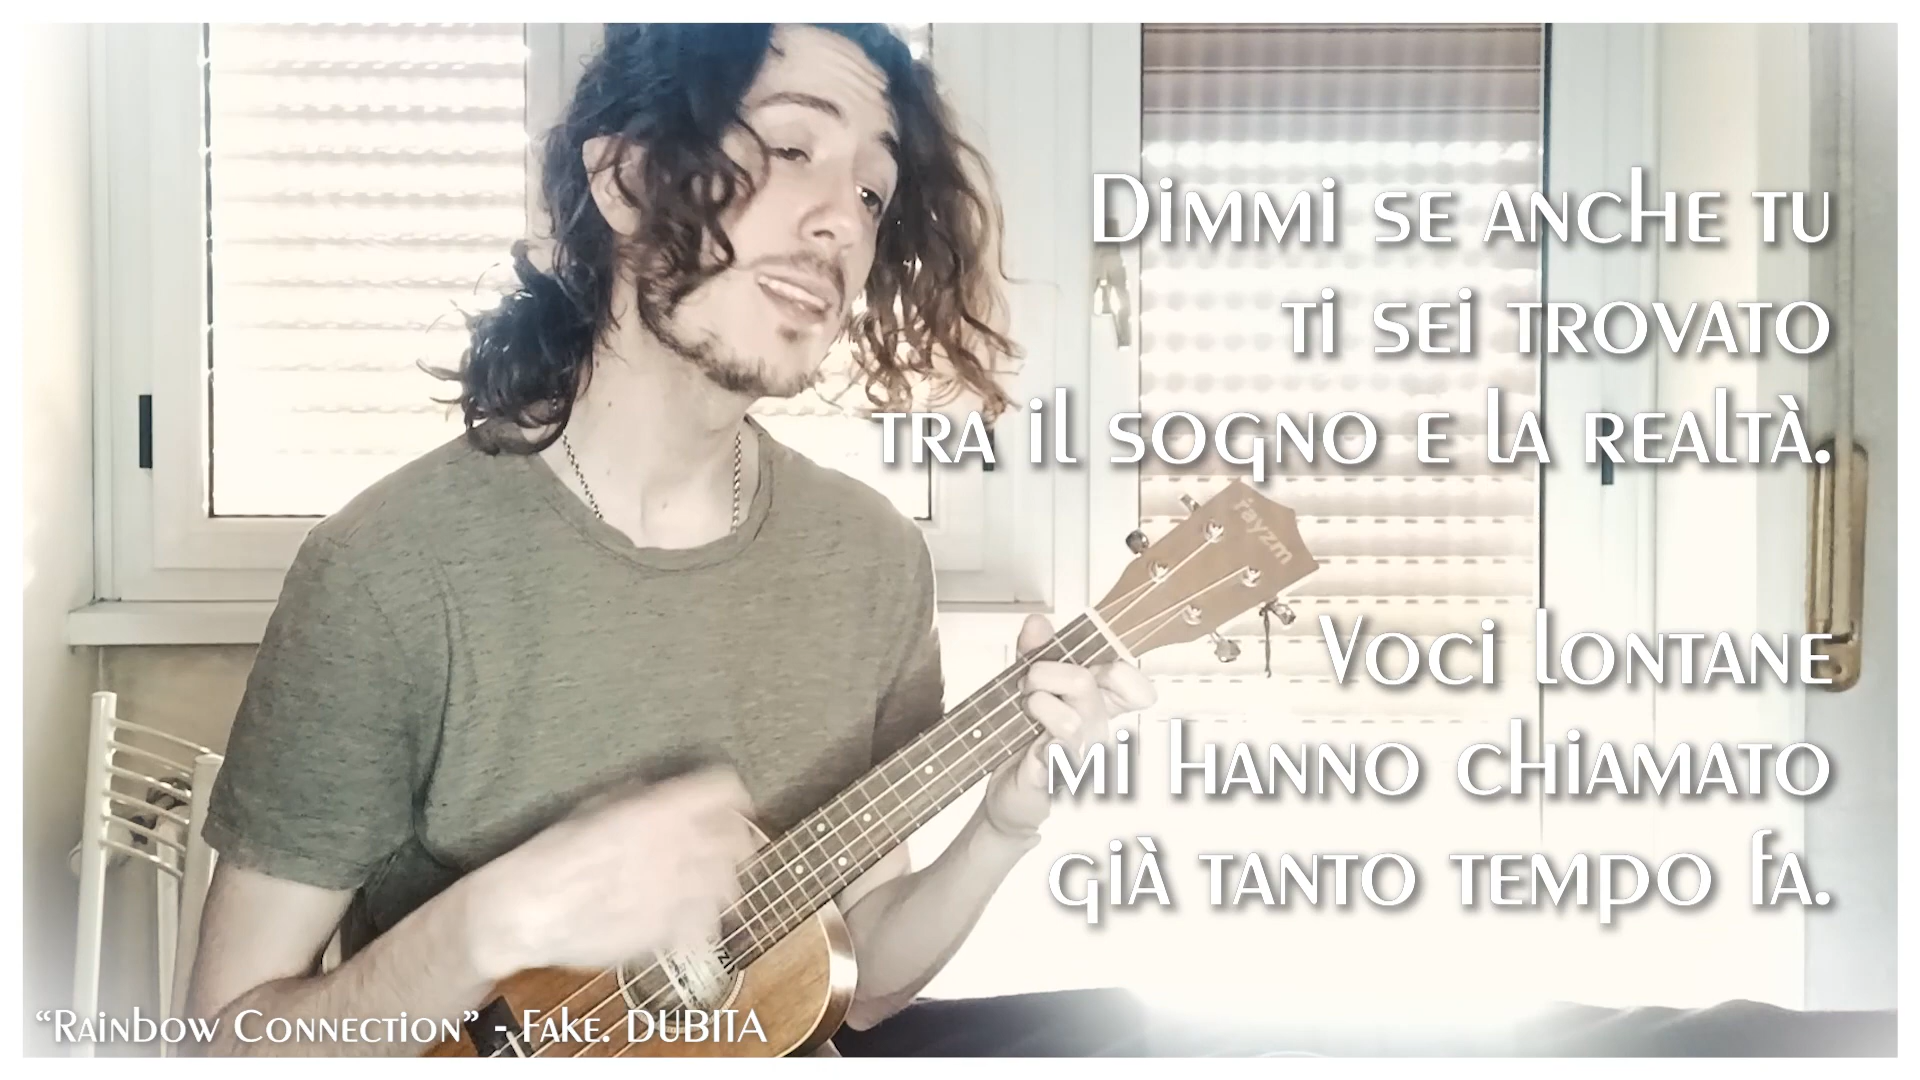 Dimmi se anche tu
ti sei trovato
tra il sogno e la realtà.
rayzm
Voci lontane
mi hanno chiamato
già tanto tempo fa.
“Rainbow Connection” - Fake. DUBITA